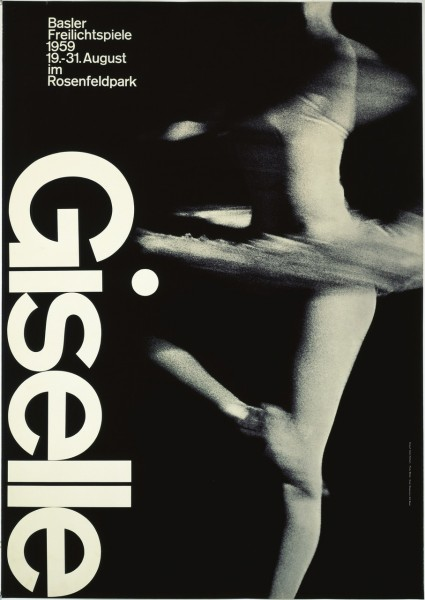 Basler
Freilichtspiele
1959
19.-31. August
im
Rosenfeldpark
Giselle